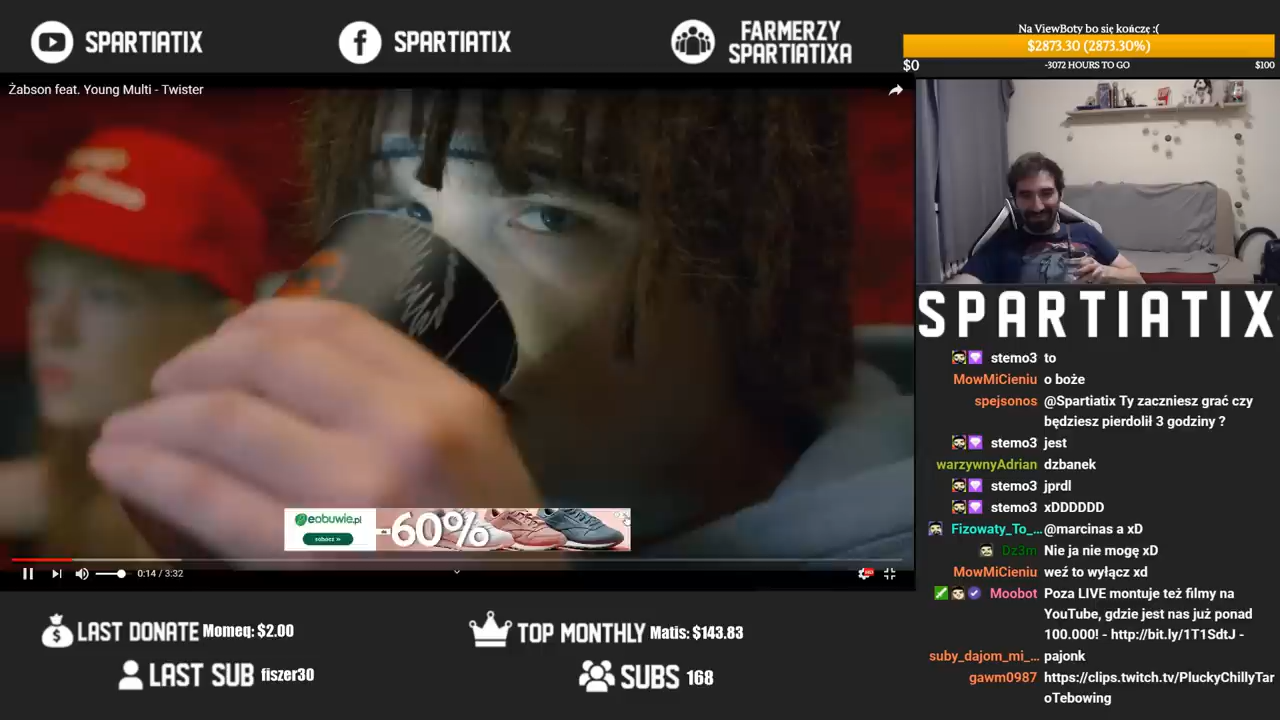 SPARTIATIX
SPARTIATIX
FARMERZY
SPARTIATIXA
Na ViewBoty bo się kończę :(
$2873.30 (2873.30%)
$0
-3072 HOURS TO GO
$100
Żabson feat. Young Multi - Twister
eobuwie.pl
zobacz »
-60%
0:14 / 3:32
HD
SPARTIATIX
stemo3 to
MowMiCieniu o boże
spejsonos @Spartiatix Ty zaczniesz grać czy
będziesz pierdolił 3 godziny ?
stemo3 jest
warzywnyAdrian dzbanek
stemo3 jprdl
stemo3 xDDDDDD
Fizowaty_To_... @marcinas a xD
Dz3m Nie ja nie mogę xD
MowMiCieniu weź to wyłącz xd
Moobot Poza LIVE montuje też filmy na
YouTube, gdzie jest nas już ponad
100.000! - http://bit.ly/1T1SdtJ -
suby_dajom_mi_... pajonk
gawm0987 https://clips.twitch.tv/PluckyChillyTar
oTebowing
LAST DONATE Momeq: $2.00
TOP MONTHLY Matis: $143.83
LAST SUB fiszer30
SUBS 168